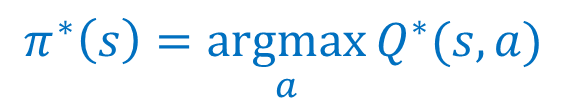 π*(s) = argmax Q*(s, a)
a